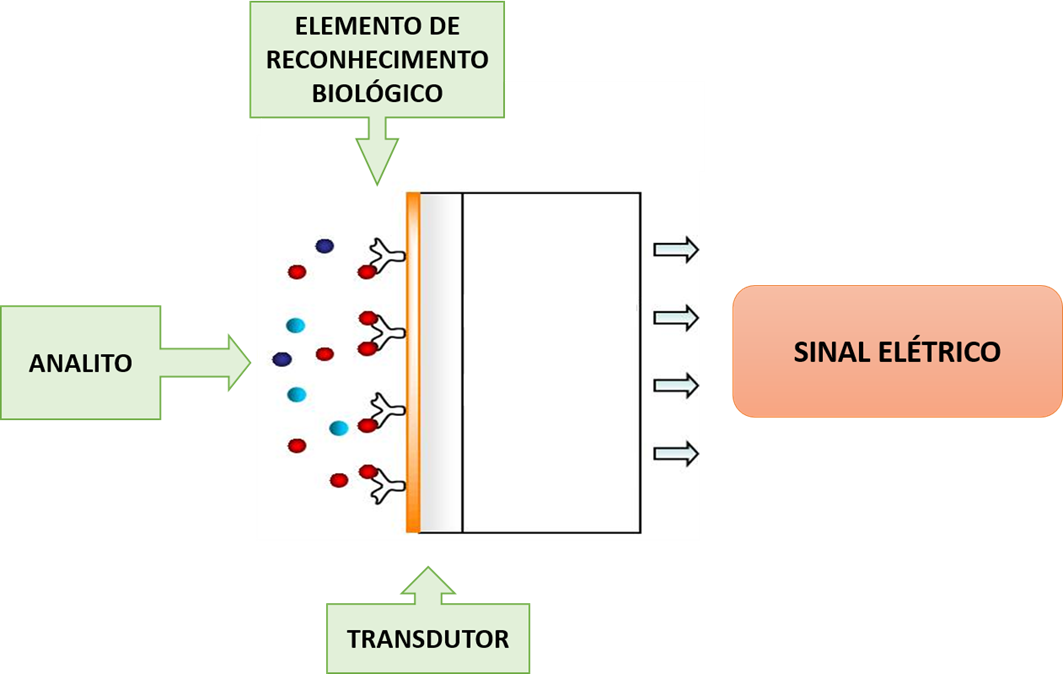 ELEMENTO DE
RECONHECIMENTO
BIOLÓGICO
ANALITO
SINAL ELÉTRICO
TRANSDUTOR